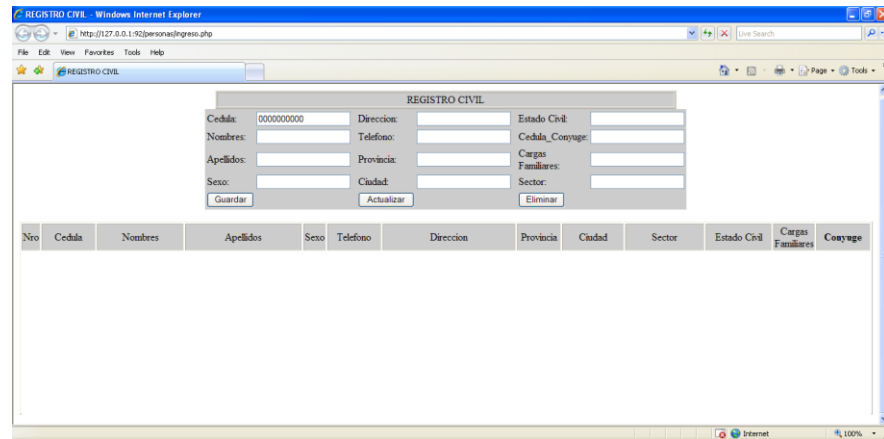 REGISTRO CIVIL - Windows Internet Explorer
http://127.0.0.1:92/personas/ingreso.php
Live Search
File Edit View Favorites Tools Help
REGISTRO CIVIL
Page Tools
REGISTRO CIVIL
Cedula: 0000000000 Direccion: Estado Civil:
Nombres: Telefono: Cedula_Conyuge:
Apellidos: Provincia: Cargas Familiares:
Sexo: Ciudad: Sector:
Guardar Actualizar Eliminar
Nro Cedula Nombres Apellidos Sexo Telefono Direccion Provincia Ciudad Sector Estado Civil Cargas Familiares Conyuge
Internet 100%